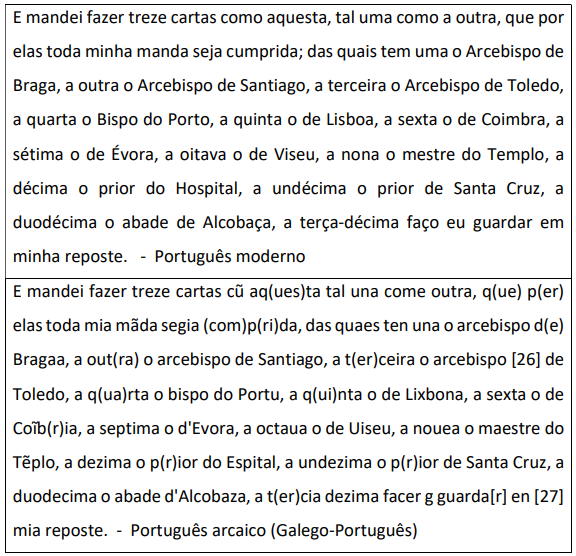 E mandei fazer treze cartas como aquesta, tal uma como a outra, que por
elas toda minha manda seja cumprida; das quais tem uma o Arcebispo de
Braga, a outra o Arcebispo de Santiago, a terceira o Arcebispo de Toledo,
a quarta o Bispo do Porto, a quinta o de Lisboa, a sexta o de Coimbra, a
sétima o de Évora, a oitava o de Viseu, a nona o mestre do Templo, a
décima o prior do Hospital, a undécima o prior de Santa Cruz, a
duodécima o abade de Alcobaça, a terça-décima faço eu guardar em
minha reposte. - Português moderno
E mandei fazer treze cartas cũ aq(ues)ta tal una come outra, q(ue) p(er)
elas toda mia mãda segia (com)p(ri)da, das quaes ten una o arcebispo d(e)
Bragaa, a out(ra) o arcebispo de Santiago, a t(er)ceira o arcebispo [26] de
Toledo, a q(ua)rta o bispo do Portu, a q(ui)nta o de Lixbona, a sexta o de
Coĩb(r)ia, a septima o d'Evora, a octaua o de Uiseu, a nouea o maestre do
Tẽplo, a dezima o p(r)ior do Espital, a undezima o p(r)ior de Santa Cruz, a
duodecima o abade d'Alcobaza, a t(er)cia dezima facer g guarda[r] en [27]
mia reposte. - Português arcaico (Galego-Português)